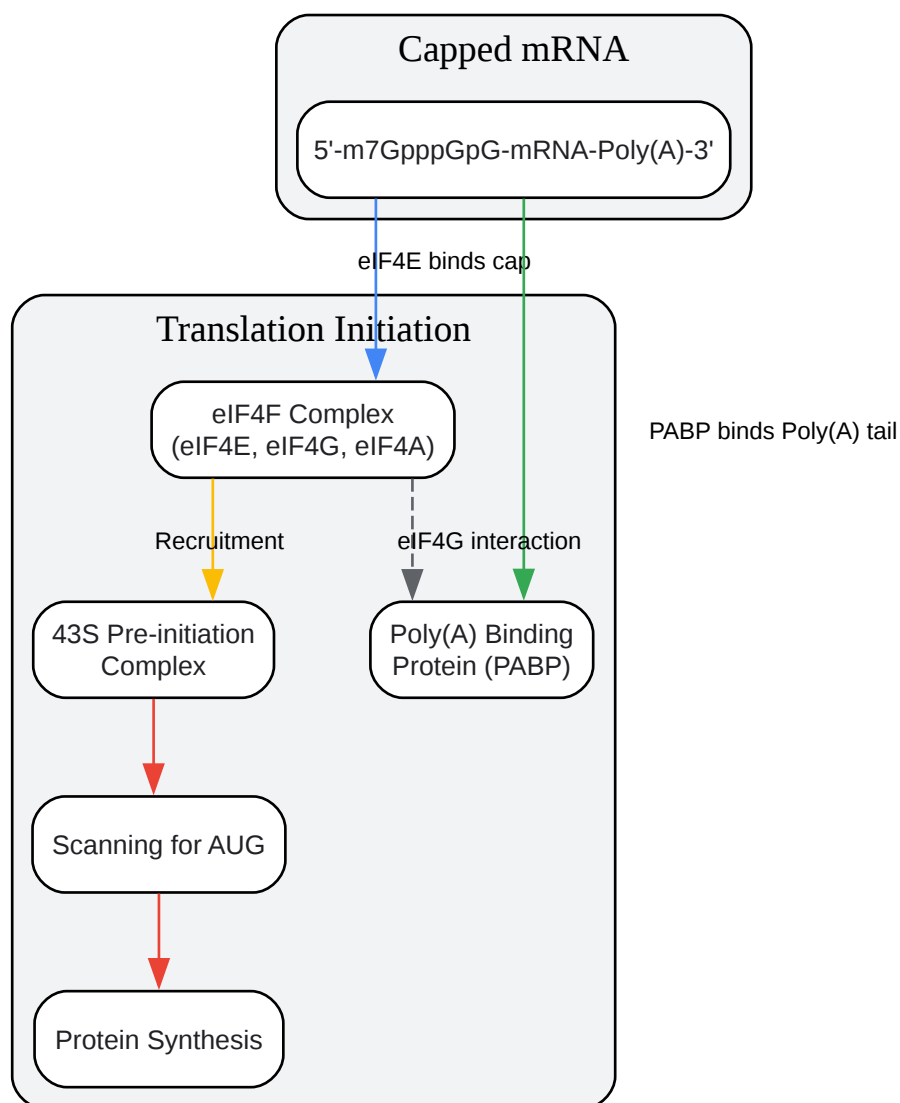 Capped mRNA
5'-m7GpppGpG-mRNA-Poly(A)-3'
eIF4E binds cap
Translation Initiation
eIF4F Complex
(eIF4E, eIF4G, eIF4A)
PABP binds Poly(A) tail
Recruitment
eIF4G interaction
43S Pre-initiation
Complex
Poly(A) Binding
Protein (PABP)
Scanning for AUG
Protein Synthesis